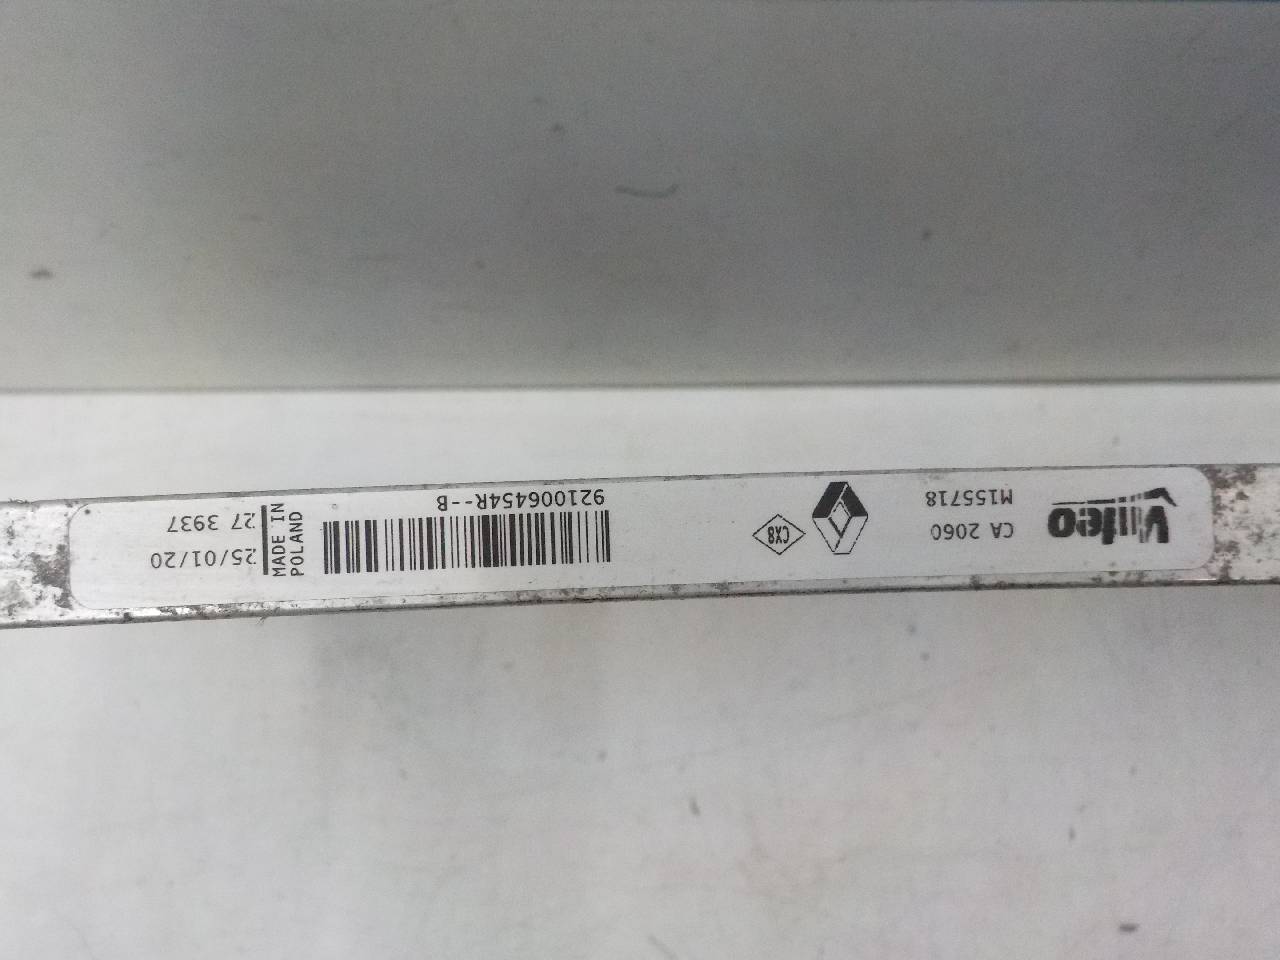 Valeo
CA 2060
M155718
CX8
921006454R--B
MADE IN
POLAND
25/01/20
27 3937